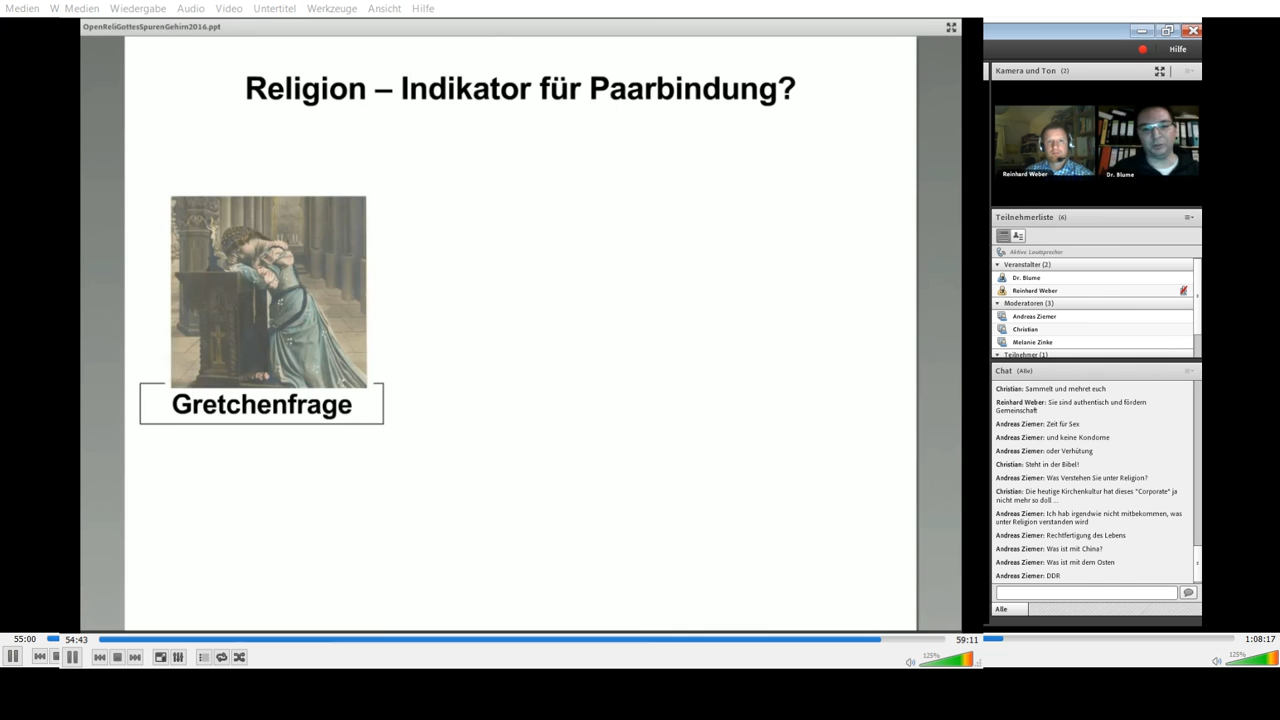 Medien W Medien Wiedergabe Audio Video Untertitel Werkzeuge Ansicht Hilfe
OpenReliGottesSpurenGehirn2016.ppt
Religion – Indikator für Paarbindung?
Gretchenfrage
Hilfe
Kamera und Ton (2)
Reinhard Weber
Dr. Blume
Teilnehmerliste (6)
Aktive Lautsprecher
Veranstalter (2)
Dr. Blume
Reinhard Weber
Moderatoren (3)
Andreas Ziemer
Christian
Melanie Zinke
Teilnehmer (1)
Chat (Alle)
Christian: Sammelt und mehret euch
Reinhard Weber: Sie sind authentisch und fördern
Gemeinschaft
Andreas Ziemer: Zeit für Sex
Andreas Ziemer: und keine Kondome
Andreas Ziemer: oder Verhütung
Christian: Steht in der Bibel!
Andreas Ziemer: Was Verstehen Sie unter Religion?
Christian: Die heutige Kirchenkultur hat dieses "Corporate" ja
nicht mehr so doll ...
Andreas Ziemer: Ich hab irgendwie nicht mitbekommen, was
unter Religion verstanden wird
Andreas Ziemer: Rechtfertigung des Lebens
Andreas Ziemer: Was ist mit China?
Andreas Ziemer: Was ist mit dem Osten
Andreas Ziemer: DDR
Alle
55:00 54:43 59:11 1:08:17
125% 125%